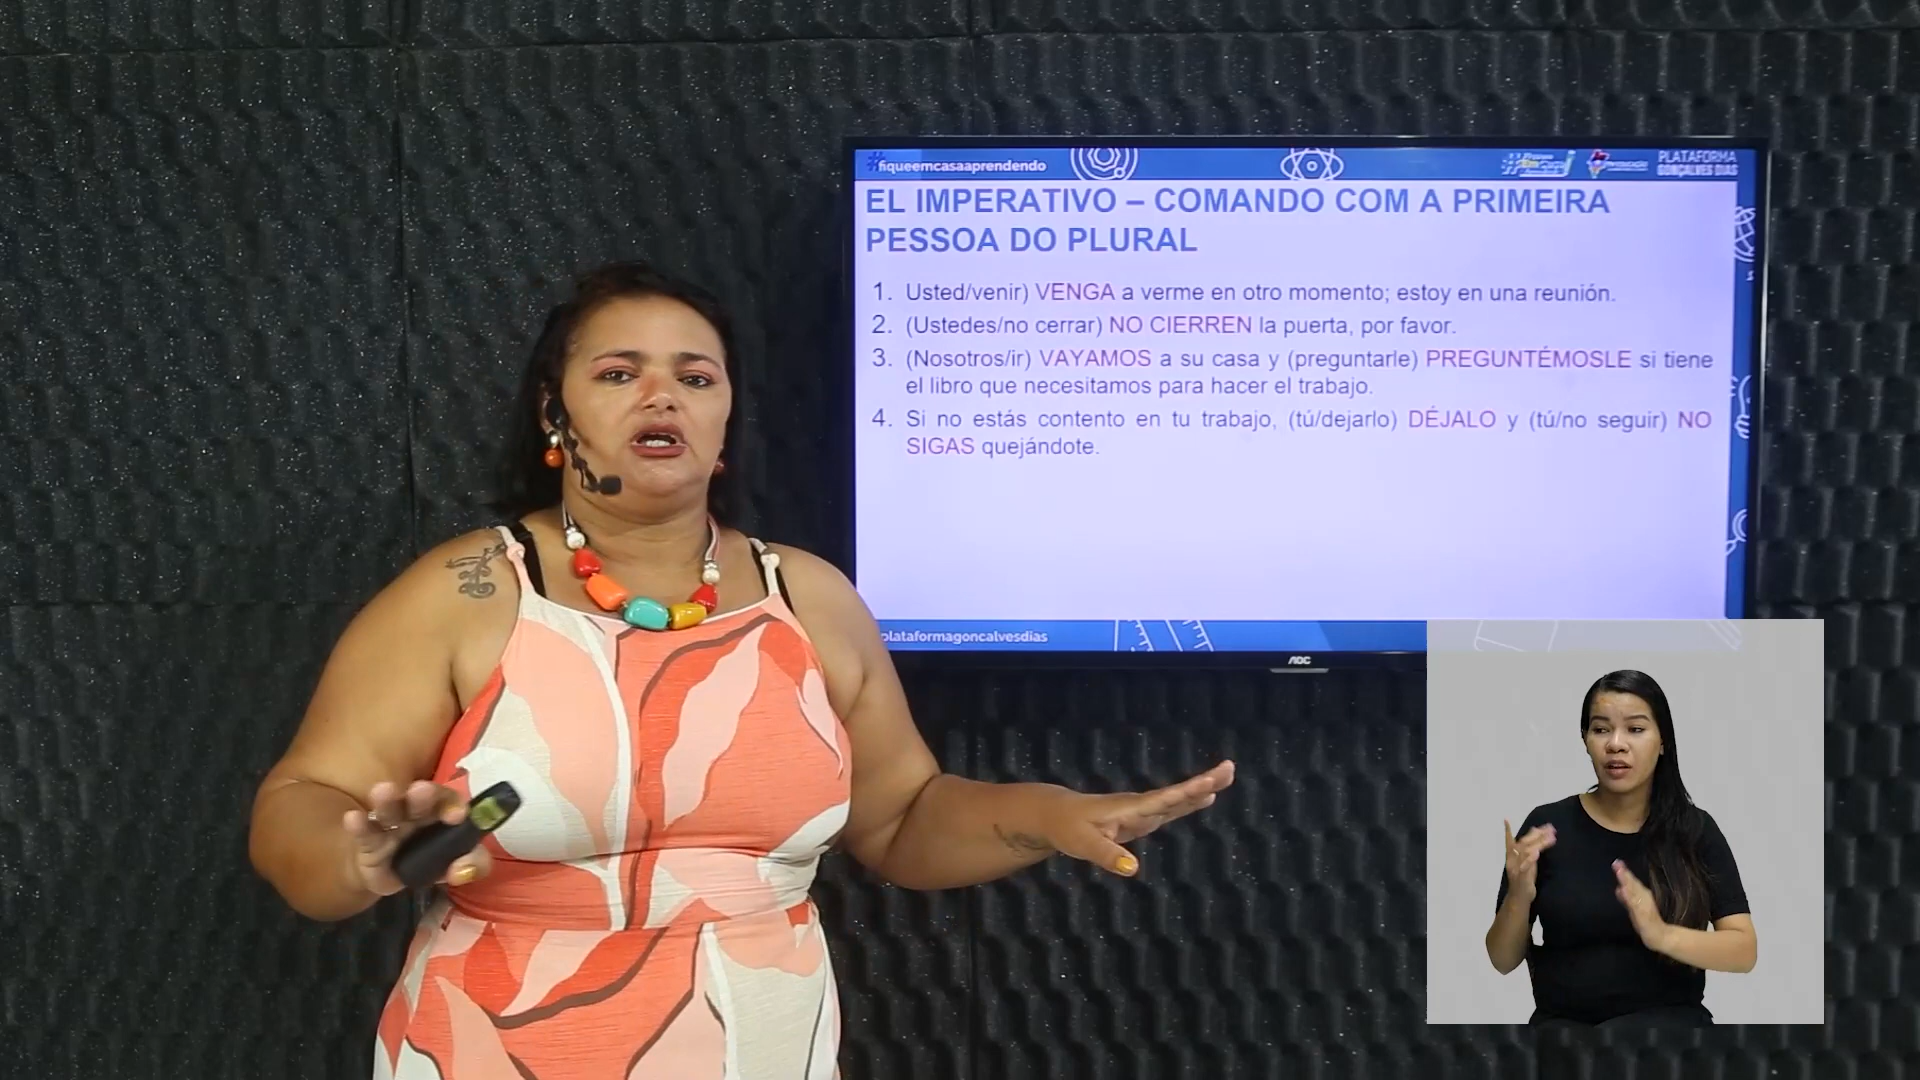 #fiqueemcasaaprendendo
PLATAFORMA
GONÇALVES DIAS
EL IMPERATIVO – COMANDO COM A PRIMEIRA
PESSOA DO PLURAL
1. Usted/venir) VENGA a verme en otro momento; estoy en una reunión.
2. (Ustedes/no cerrar) NO CIERREN la puerta, por favor.
3. (Nosotros/ir) VAYAMOS a su casa y (preguntarle) PREGUNTÉMOSLE si tiene
el libro que necesitamos para hacer el trabajo.
4. Si no estás contento en tu trabajo, (tú/dejarlo) DÉJALO y (tú/no seguir) NO
SIGAS quejándote.
plataformagoncalvesdias
AOC